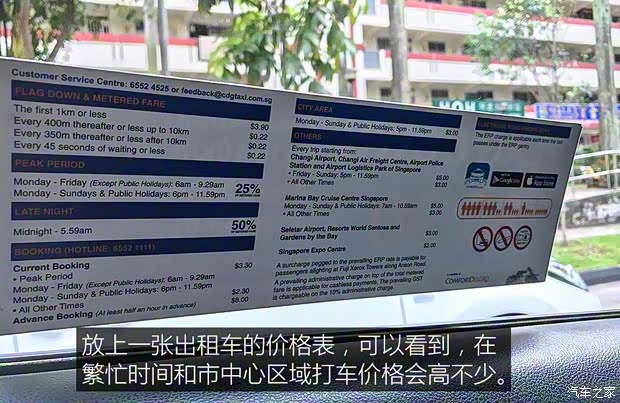 Customer Service Centre: 6552 4525 or feedback@cdgtaxi.com.sg
FLAG DOWN & METERED FARE
The first 1km or less $3.90
Every 400m thereafter or less up to 10km $0.22
Every 350m thereafter or less after 10km $0.22
Every 45 seconds of waiting or less $0.22
PEAK PERIOD
Monday - Friday (Except Public Holidays): 6am - 9.29am
Monday - Sunday & Public Holidays: 6pm - 11.59pm
25%
LATE NIGHT
Midnight - 5.59am
50%
BOOKING (HOTLINE: 6552 1111)
Current Booking
• Peak Period $3.30
Monday - Friday (Except Public Holidays): 6am - 9.29am
Monday - Sunday & Public Holidays: 6pm - 11.59pm
• All Other Times $2.30
Advance Booking (At least half an hour in advance) $8.00
CITY AREA
Monday - Sunday & Public Holidays: 5pm - 11.59pm $3.00
OTHERS
Every trip starting from:
Changi Airport, Changi Air Freight Centre, Airport Police
Station and Airport Logistics Park of Singapore
• Friday - Sunday: 5pm - 11.59pm $5.00
• All Other Times $3.00
Marina Bay Cruise Centre Singapore
• Monday - Sunday & Public Holidays: 7am - 10.59pm $5.00
• All Other Times $3.00
Seletar Airport, Resorts World Sentosa and
Gardens by the Bay $3.00
Singapore Expo Centre $2.00
A surcharge pegged to the prevailing ERP rate is payable for
passengers alighting at Fuji Xerox Towers along Anson Road.
A prevailing administrative charge on top of the total metered
fare is applicable for cashless payments. The prevailing GST
is chargeable on the 10% administrative charge.
The ERP charge is applicable each time the taxi
passes under the ERP gantry.
Google Play
App Store
COMFORTDELGRO
放上一张出租车的价格表，可以看到，在
繁忙时间和市中心区域打车价格会高不少。
汽车之家